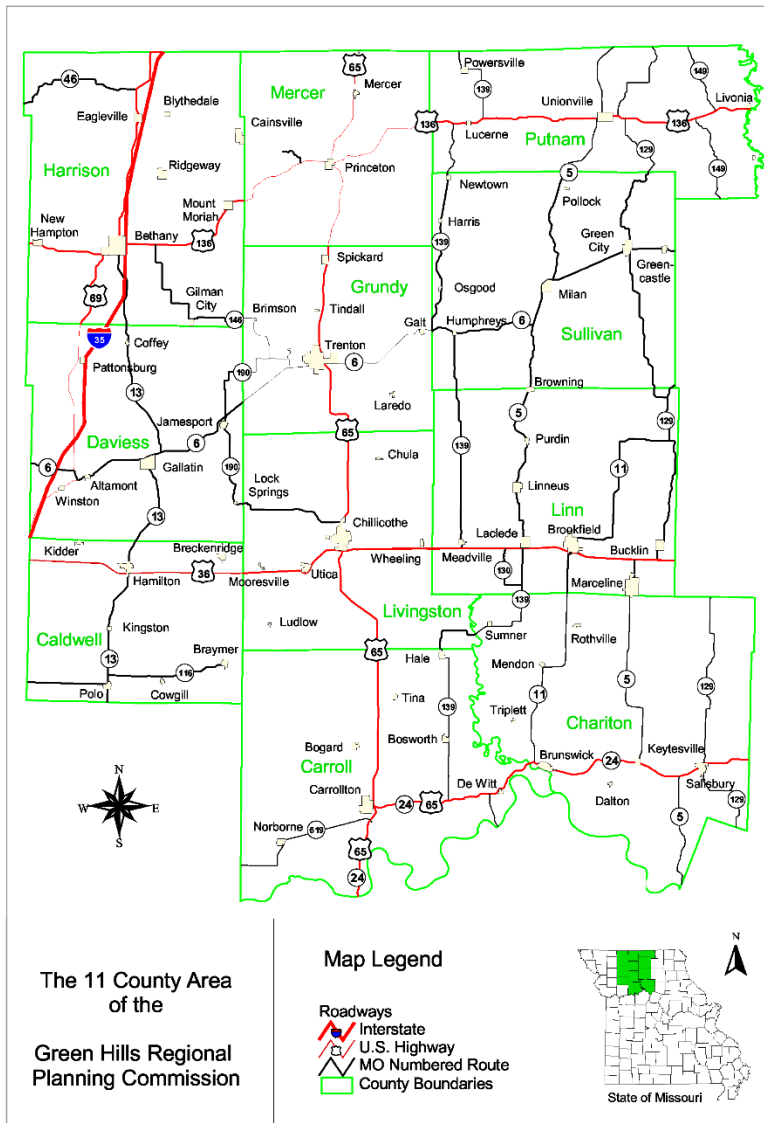 46
65
Mercer
Powersville
139
149
149
Livonia
Mercer
Eagleville
Blythedale
Unionville
Cainsville
136
Lucerne
Putnam
136
129
149
Harrison
Ridgeway
Princeton
5
Newtown
Pollock
Mount
Moriah
New
Hampton
Bethany
136
Harris
139
Green
City
Green-
castle
Spickard
Grundy
69
Gilman
City
Brimson
146
Tindall
Osgood
Milan
Galt
Humphreys
6
Sullivan
35
Coffey
Trenton
6
Pattonsburg
190
Browning
13
Laredo
Jamesport
65
5
129
Daviess
6
139
Purdin
6
Gallatin
190
Chula
11
Altamont
Lock
Springs
Linneus
Winston
13
Linn
Chillicothe
Laclede
Brookfield
Bucklin
Kidder
Breckenridge
Wheeling
Meadville
Hamilton
36
Mooresville
Utica
130
Marceline
139
Livingston
Kingston
Ludlow
Sumner
Rothville
Caldwell
13
Braymer
65
Hale
Mendon
116
Polo
Cowgill
Tina
139
11
5
129
Triplett
Chariton
Bogard
Bosworth
Carroll
Brunswick
24
Keytesville
N
W
E
S
De Witt
Salisbury
Carrollton
24
65
Dalton
129
Norborne
619
5
65
24
The 11 County Area
of the
Green Hills Regional
Planning Commission
Map Legend
Roadways
Interstate
U.S. Highway
MO Numbered Route
County Boundaries
N
State of Missouri